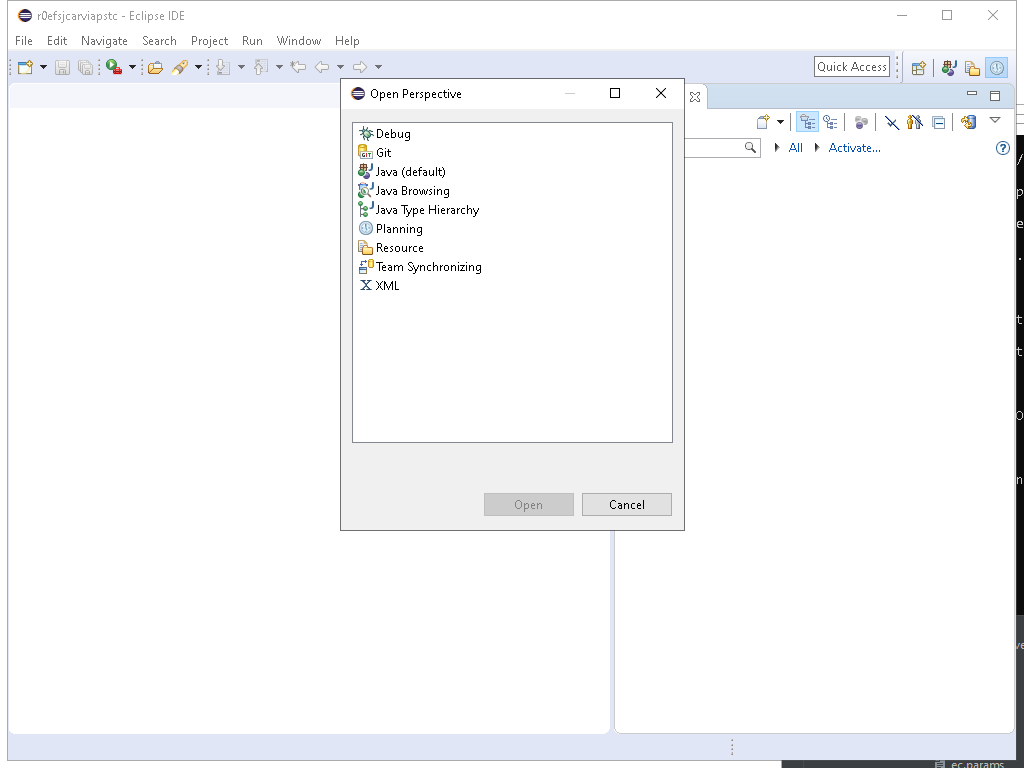 r0efsjcarviapstc - Eclipse IDE
File Edit Navigate Search Project Run Window Help
Quick Access
Open Perspective
Debug
Git
Java (default)
Java Browsing
Java Type Hierarchy
Planning
Resource
Team Synchronizing
XML
Open Cancel
All Activate...
ec.params